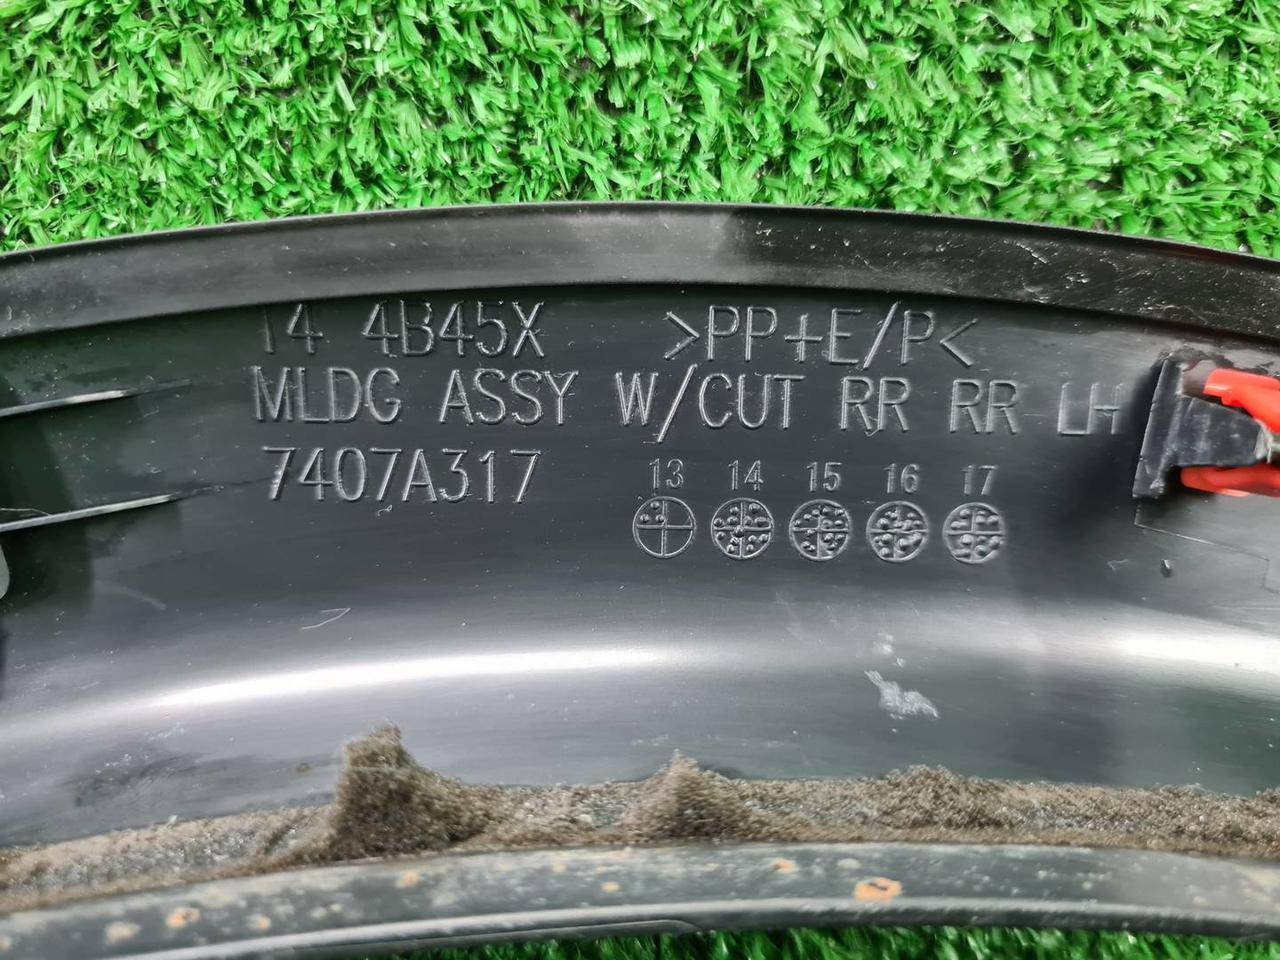 14 4B45X >PP+E/P<
MLDG ASSY W/CUT RR RR LH
7407A317
13 14 15 16 17